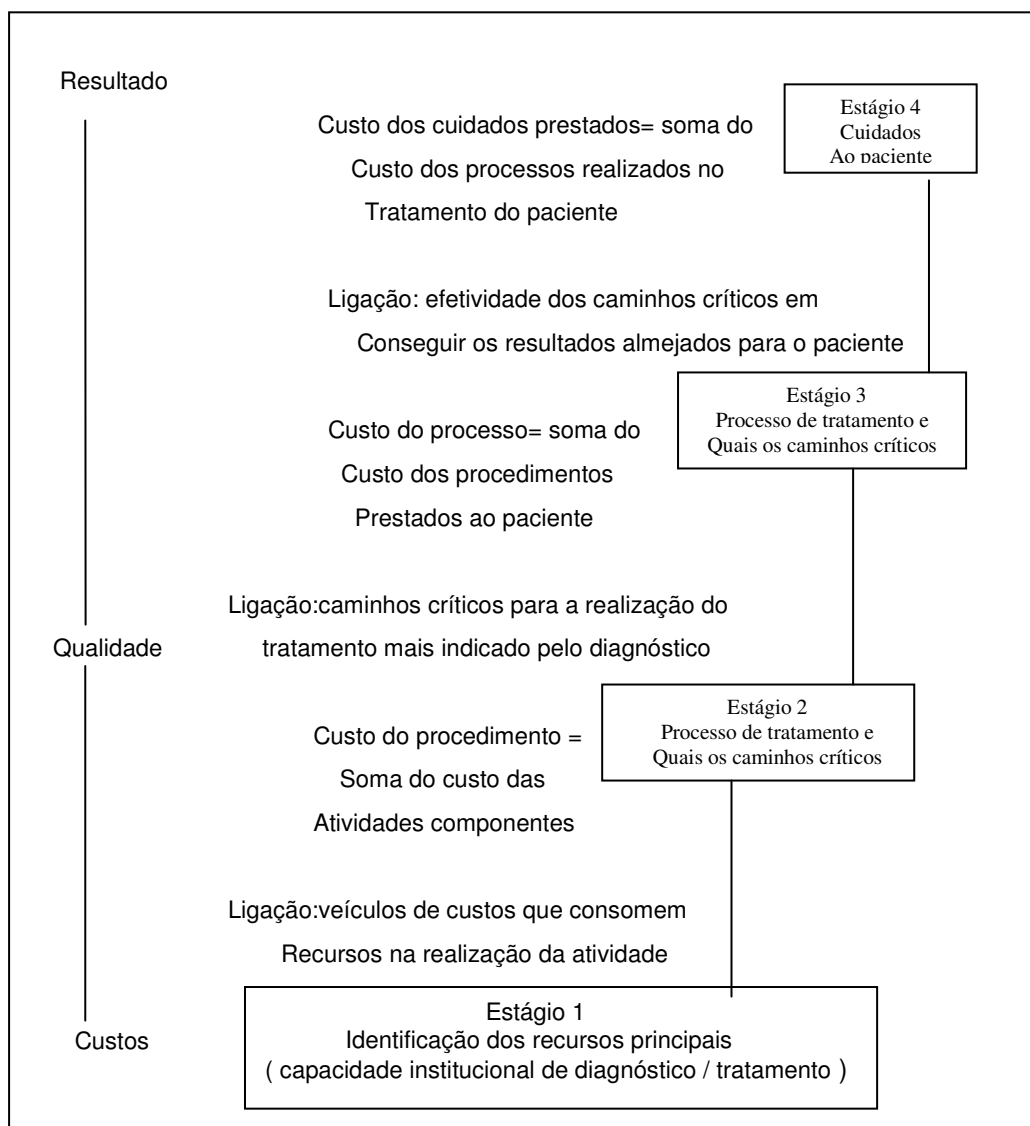 Resultado
Estágio 4
Cuidados
Ao paciente
Custo dos cuidados prestados= soma do
Custo dos processos realizados no
Tratamento do paciente
Ligação: efetividade dos caminhos críticos em
Conseguir os resultados almejados para o paciente
Estágio 3
Processo de tratamento e
Quais os caminhos críticos
Custo do processo= soma do
Custo dos procedimentos
Prestados ao paciente
Ligação:caminhos críticos para a realização do
tratamento mais indicado pelo diagnóstico
Qualidade
Estágio 2
Processo de tratamento e
Quais os caminhos críticos
Custo do procedimento =
Soma do custo das
Atividades componentes
Ligação:veículos de custos que consomem
Recursos na realização da atividade
Custos
Estágio 1
Identificação dos recursos principais
( capacidade institucional de diagnóstico / tratamento )